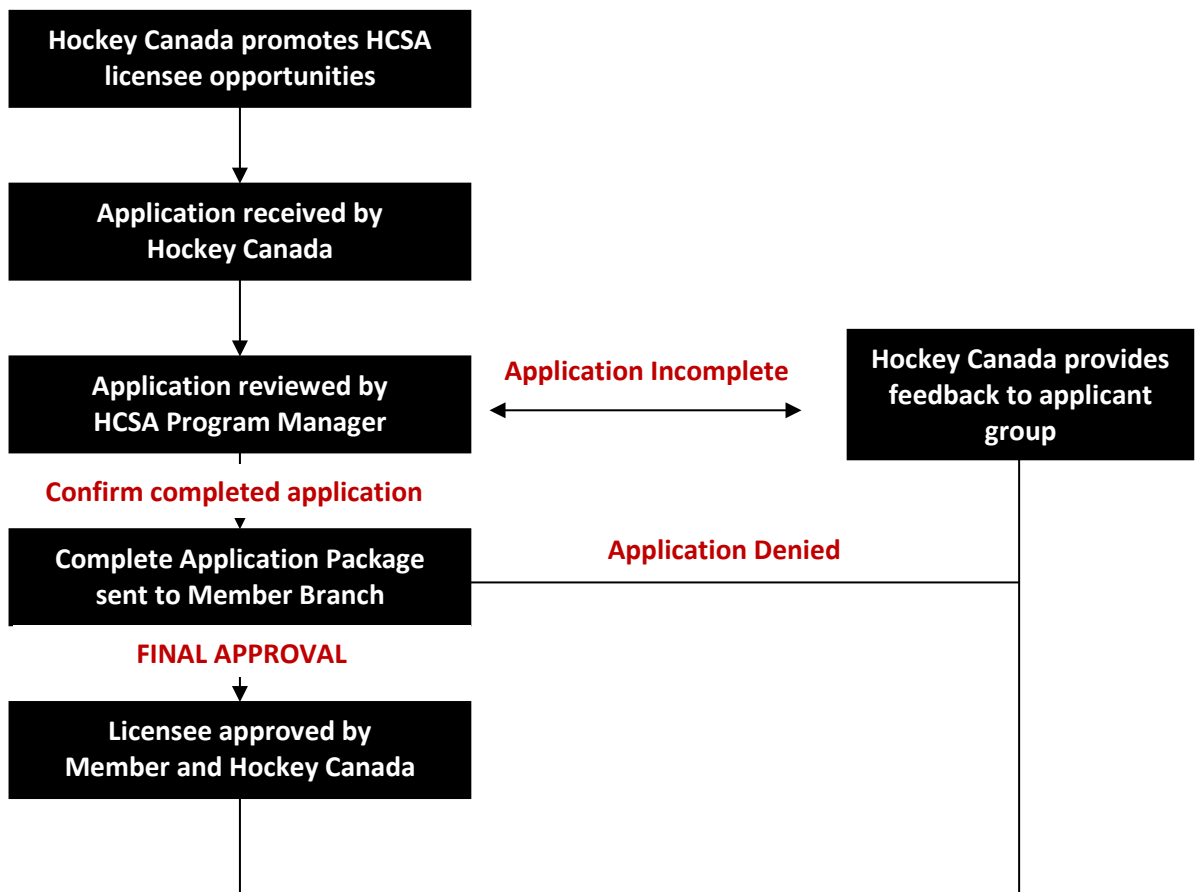 Hockey Canada promotes HCSA
licensee opportunities
Application received by
Hockey Canada
Application reviewed by
HCSA Program Manager
Application Incomplete
Hockey Canada provides
feedback to applicant
group
Confirm completed application
Complete Application Package
sent to Member Branch
Application Denied
FINAL APPROVAL
Licensee approved by
Member and Hockey Canada